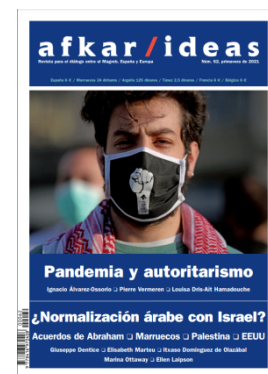 afkar/ideas
Revista para el diálogo entre el Magreb, España y Europa Núm. 62, primavera de 2021
España 6 € / Marruecos 34 dirhams / Argelia 125 dinares / Túnez 2,5 dinares / Francia 6 € / Bélgica 6 €
Pandemia y autoritarismo
Ignacio Álvarez-Ossorio ❑ Pierre Vermeren ❑ Louisa Dris-Aït Hamadouche
¿Normalización árabe con Israel?
Acuerdos de Abraham ❑ Marruecos ❑ Palestina ❑ EEUU
Giuseppe Dentice ❑ Elisabeth Marteu ❑ Itxaso Domínguez de Olazábal
Marina Ottaway ❑ Ellen Laipson